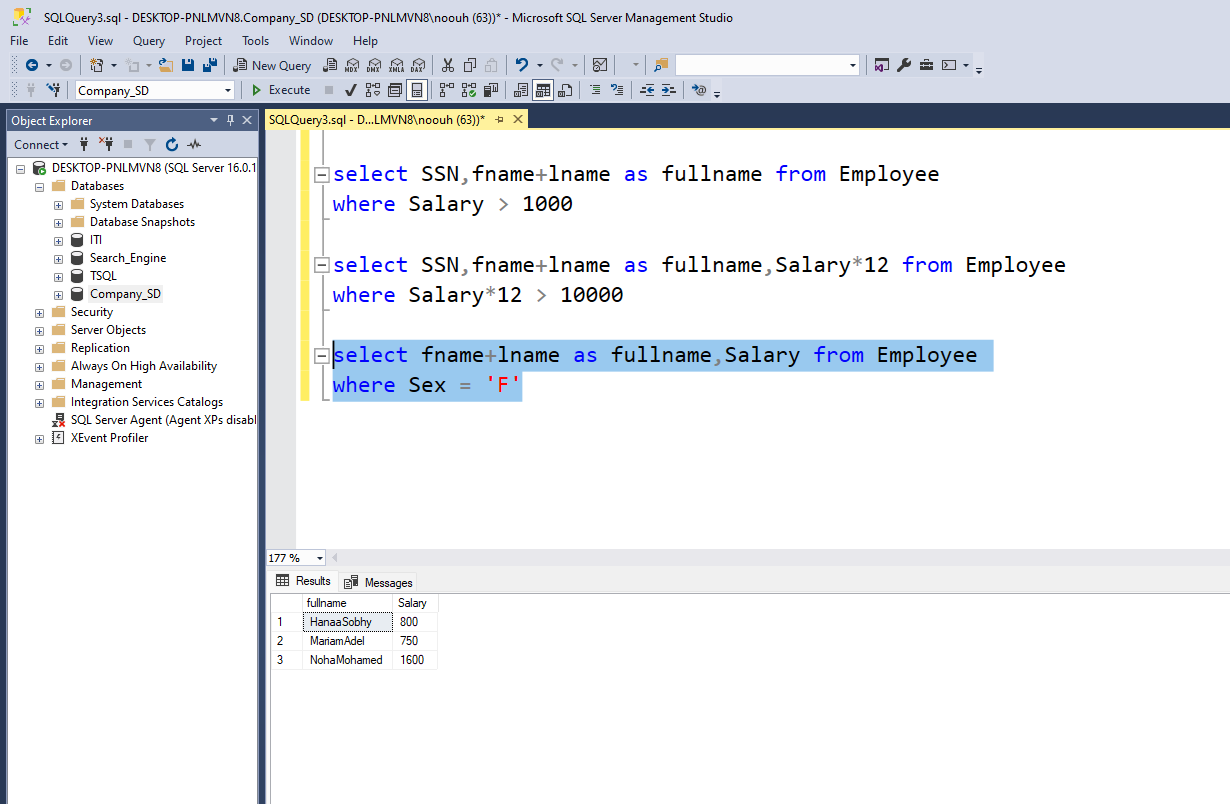 SQLQuery3.sql - DESKTOP-PNLMVN8.Company_SD (DESKTOP-PNLMVN8\noouh (63))* - Microsoft SQL Server Management Studio
File Edit View Query Project Tools Window Help
New Query MDX DMX XMLA DAX
Company_SD Execute
Object Explorer
Connect
DESKTOP-PNLMVN8 (SQL Server 16.0.1
Databases
System Databases
Database Snapshots
ITI
Search_Engine
TSQL
Company_SD
Security
Server Objects
Replication
Always On High Availability
Management
Integration Services Catalogs
SQL Server Agent (Agent XPs disabl
XEvent Profiler
SQLQuery3.sql - D...LMVN8\noouh (63))*
select SSN,fname+lname as fullname from Employee
where Salary > 1000
select SSN,fname+lname as fullname,Salary*12 from Employee
where Salary*12 > 10000
select fname+lname as fullname,Salary from Employee
where Sex = 'F'
177 %
Results Messages
fullname Salary
1 HanaaSobhy 800
2 MariamAdel 750
3 NohaMohamed 1600